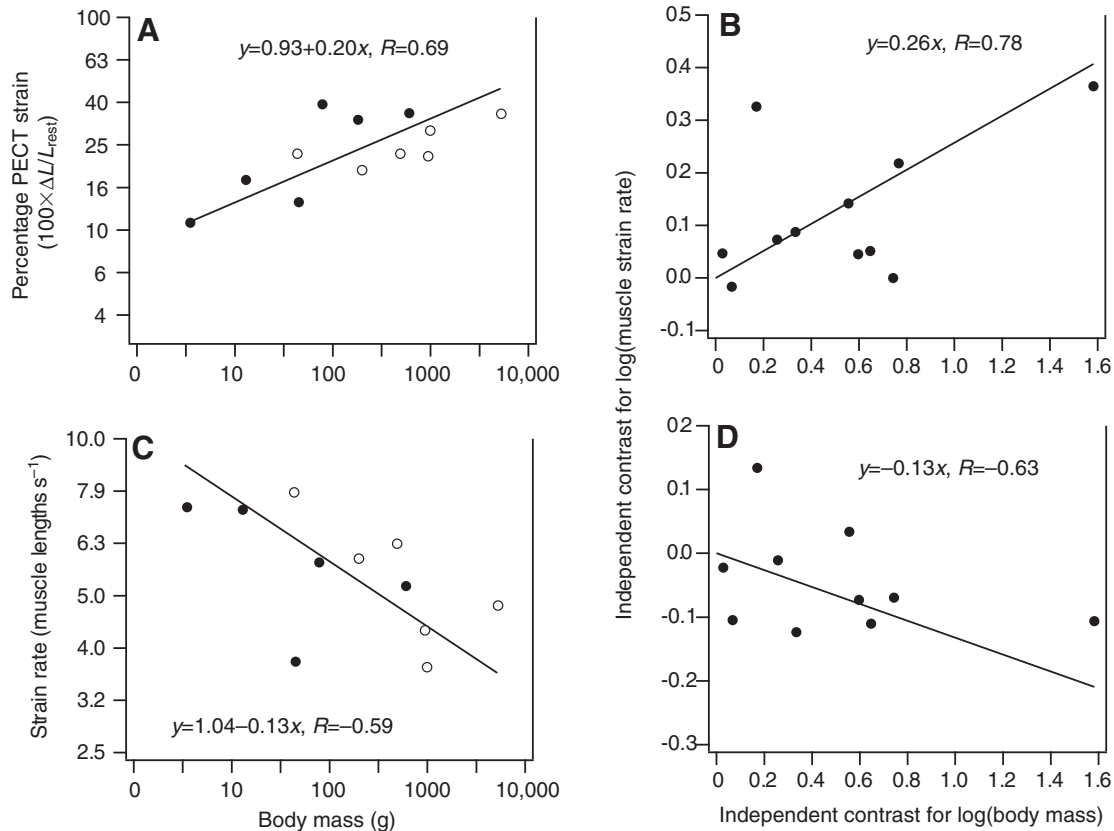 A
y=0.93+0.20x, R=0.69
Percentage PECT strain
(100×ΔL/Lrest)
100
63
40
25
16
10
6
4
0 10 100 1000 10,000
B
y=0.26x, R=0.78
0.5
0.4
0.3
0.2
0.1
0.0
-0.1
0 0.2 0.4 0.6 0.8 1.0 1.2 1.4 1.6
Independent contrast for log(muscle strain rate)
C
y=1.04–0.13x, R=–0.59
Strain rate (muscle lengths s⁻¹)
10.0
7.9
6.3
5.0
4.0
3.2
2.5
0 10 100 1000 10,000
Body mass (g)
D
y=–0.13x, R=–0.63
0.2
0.1
0.0
-0.1
-0.2
-0.3
0 0.2 0.4 0.6 0.8 1.0 1.2 1.4 1.6
Independent contrast for log(body mass)